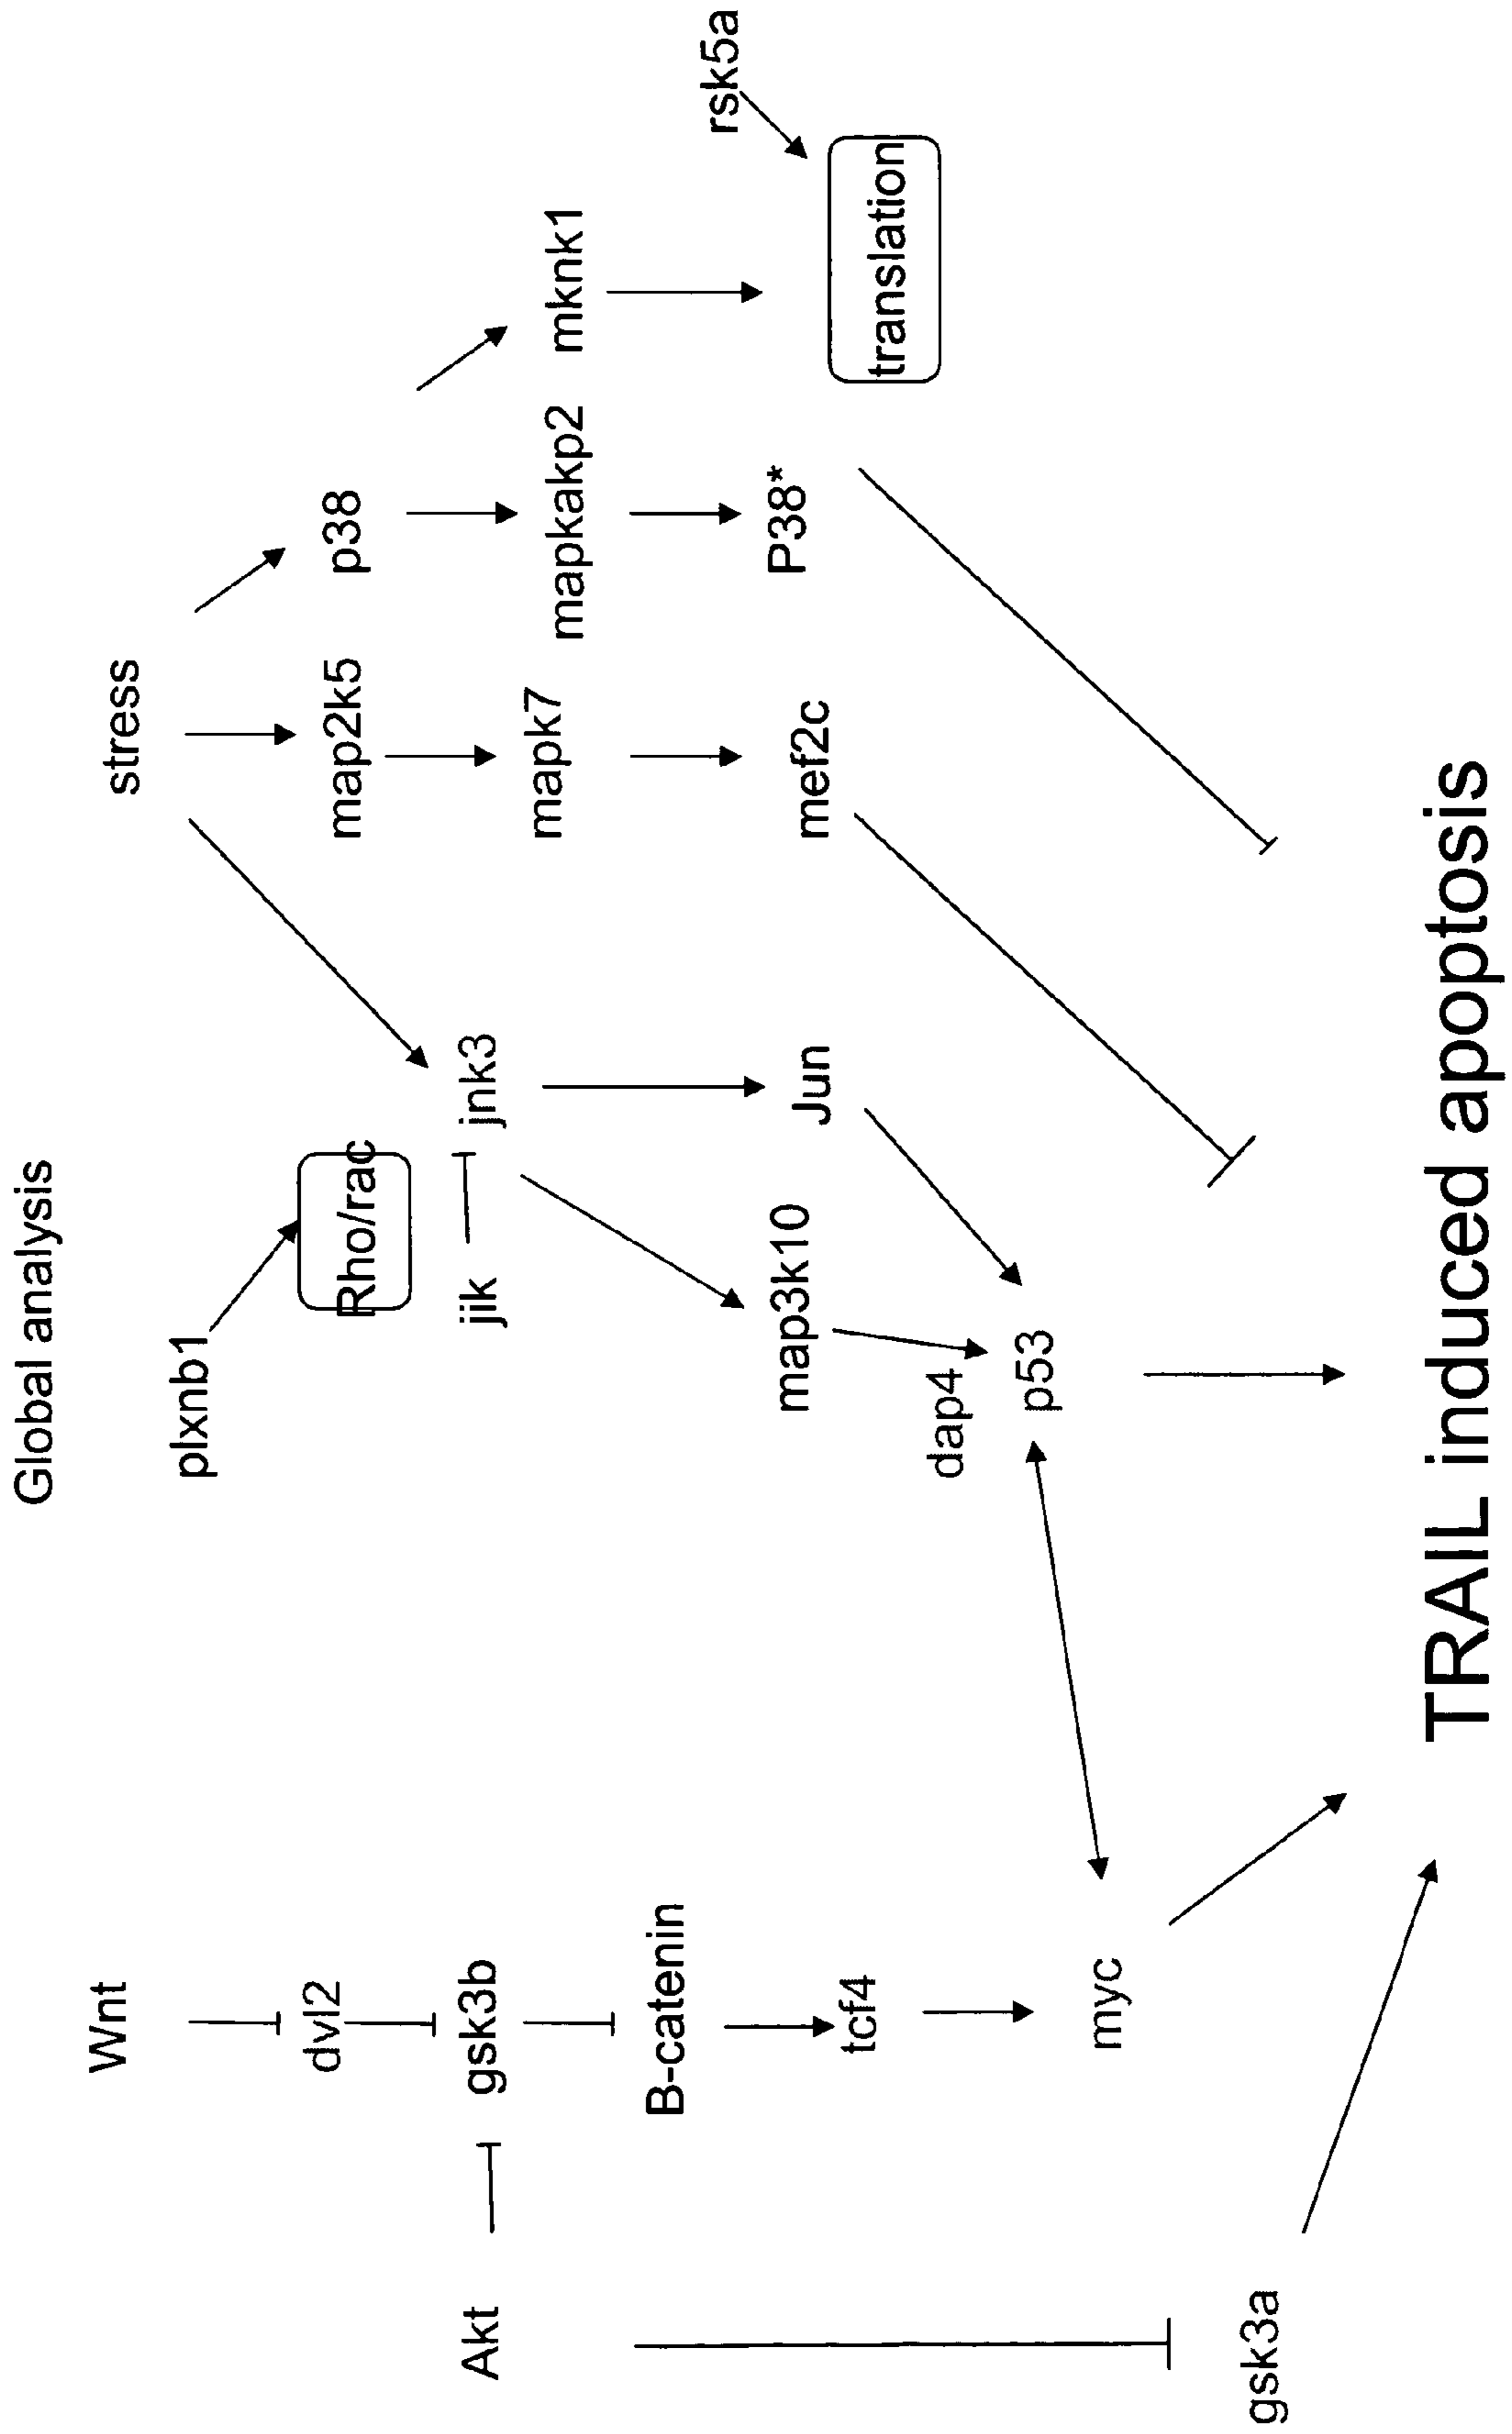 Global analysis
Wnt
plxnb1
stress
dvl2
Rho/rac
map2k5
p38
Akt
gsk3b
jik
jnk3
mapk7
mapkakp2
mknk1
B-catenin
rsk5a
tcf4
map3k10
Jun
mef2c
P38*
translation
dap4
p53
myc
gsk3a
TRAIL induced apoptosis